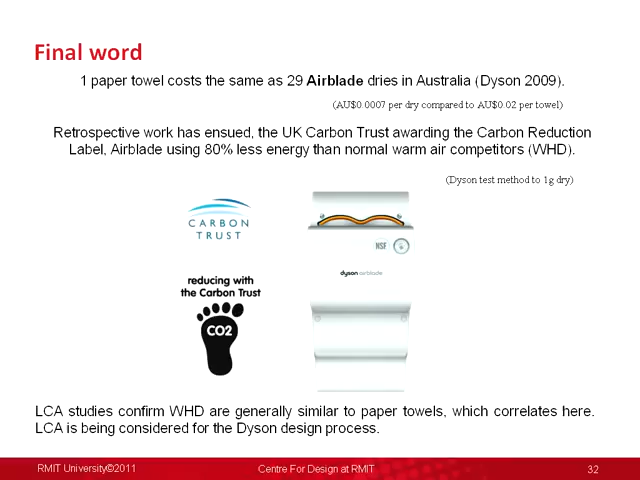 Final word
1 paper towel costs the same as 29 Airblade dries in Australia (Dyson 2009).
(AU$0.0007 per dry compared to AU$0.02 per towel)
Retrospective work has ensued, the UK Carbon Trust awarding the Carbon Reduction
Label, Airblade using 80% less energy than normal warm air competitors (WHD).
(Dyson test method to 1g dry)
CARBON
TRUST
NSF
dyson airblade
reducing with
the Carbon Trust
CO2
LCA studies confirm WHD are generally similar to paper towels, which correlates here.
LCA is being considered for the Dyson design process.
RMIT University©2011
Centre For Design at RMIT
32